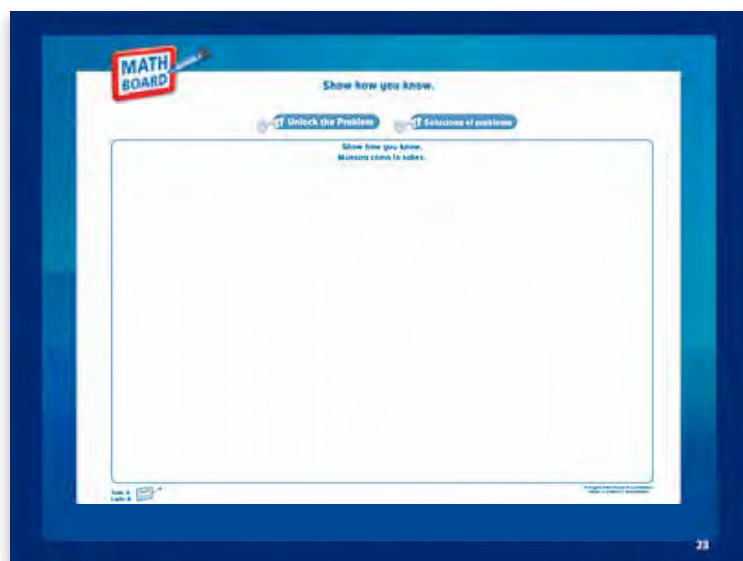 MATH
BOARD
Show how you know.
Unlock the Problem
Soluciona el problema
Show how you know.
Muestra cómo lo sabes.
23